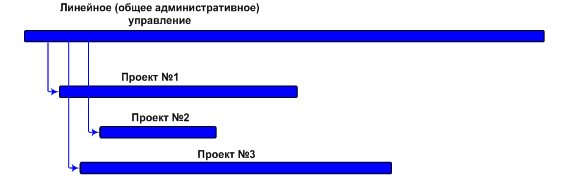 Линейное (общее административное)
управление
Проект №1
Проект №2
Проект №3